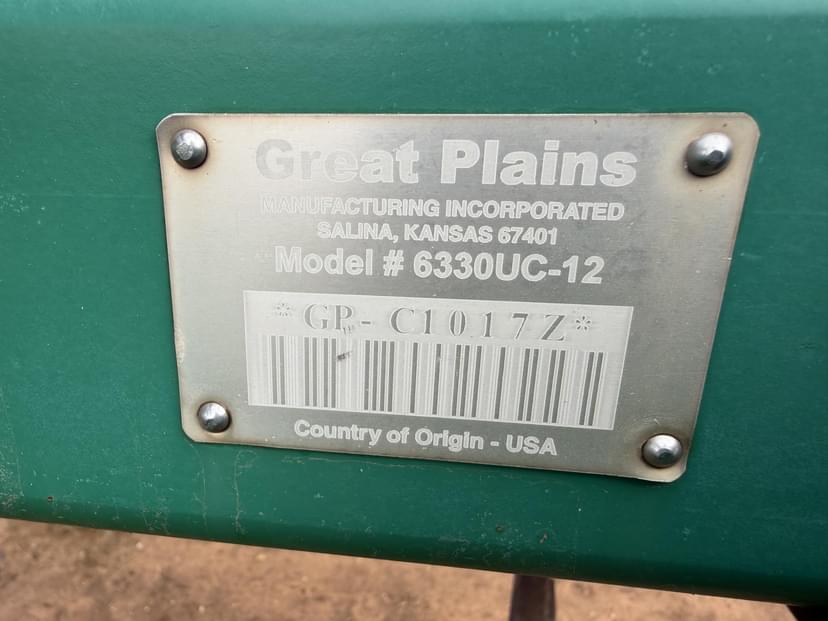 Great Plains
MANUFACTURING INCORPORATED
SALINA, KANSAS 67401
Model # 6330UC-12
*GP-C1017Z*
Country of Origin - USA